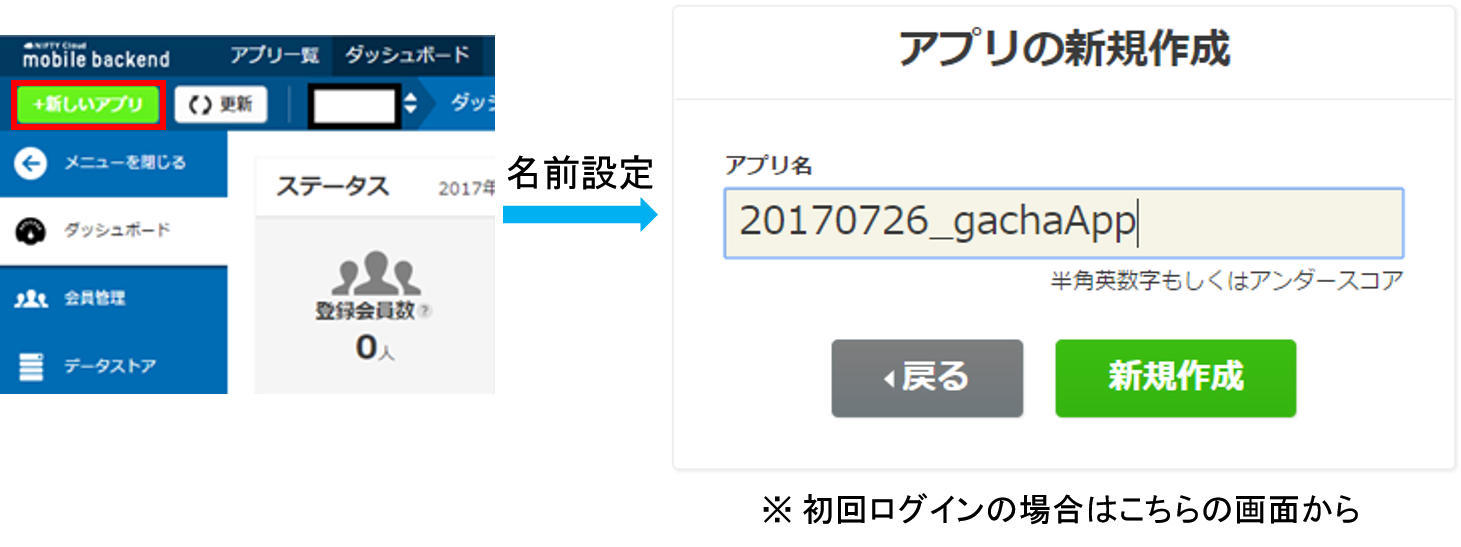 NIFTY Cloud
mobile backend
アプリ一覧
ダッシュボード
+新しいアプリ
更新
ダッシ
メニューを閉じる
ダッシュボード
会員管理
データストア
ステータス
2017年
登録会員数 ?
0人
名前設定
アプリの新規作成
アプリ名
20170726_gachaApp
半角英数字もしくはアンダースコア
戻る
新規作成
※ 初回ログインの場合はこちらの画面から